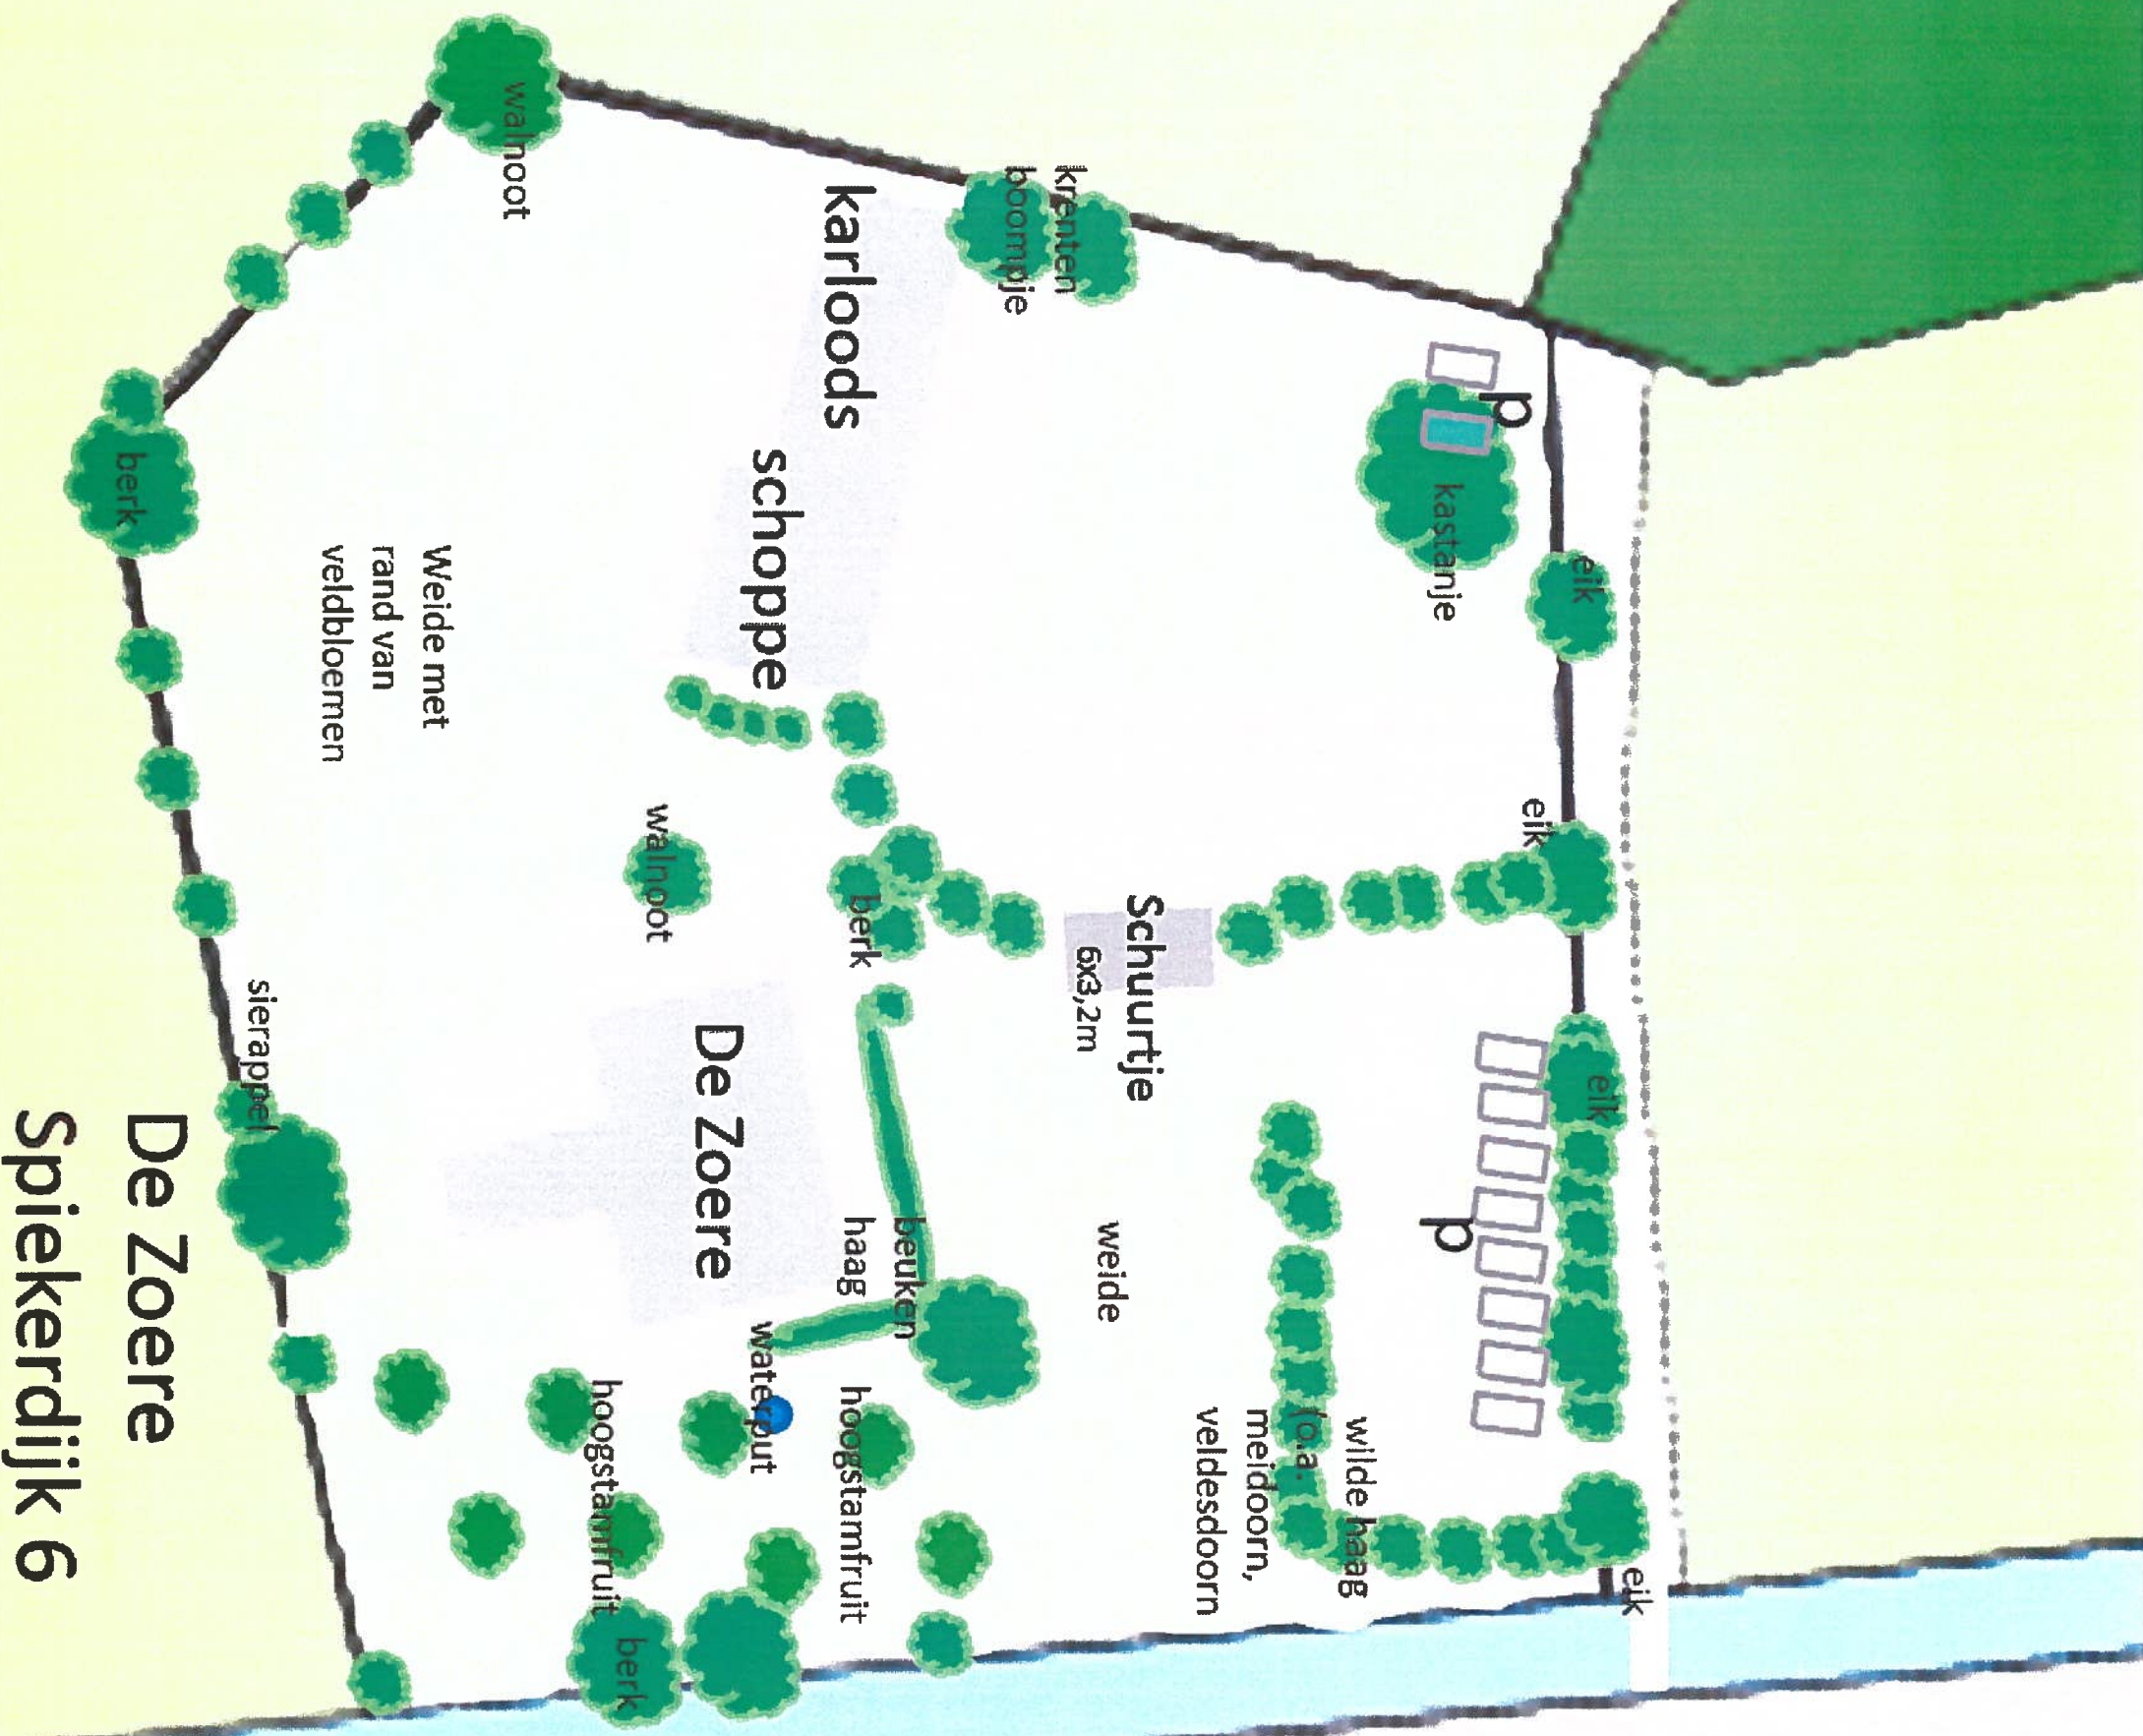 eik
eik
eik
eik
p
kastanje
p
wilde haag
(o.a.
meidoorn,
veldesdoorn
krenten
boompje
Schuurtje
6x3,2m
weide
karloods
schoppe
berk
beuken
haag
hoogstamfruit
waterput
De Zoere
walnoot
hoogstamfruit
berk
walnoot
Weide met
rand van
veldbloemen
sierappel
berk
De Zoere
Spiekerdijk 6